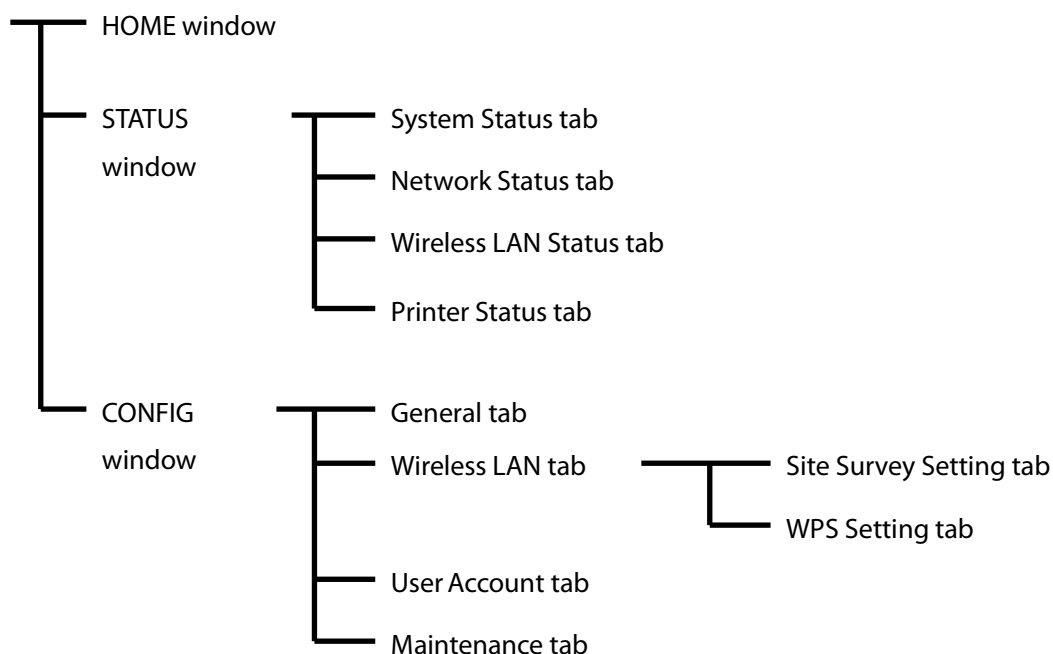 HOME window
STATUS
window
System Status tab
Network Status tab
Wireless LAN Status tab
Printer Status tab
CONFIG
window
General tab
Wireless LAN tab
Site Survey Setting tab
WPS Setting tab
User Account tab
Maintenance tab